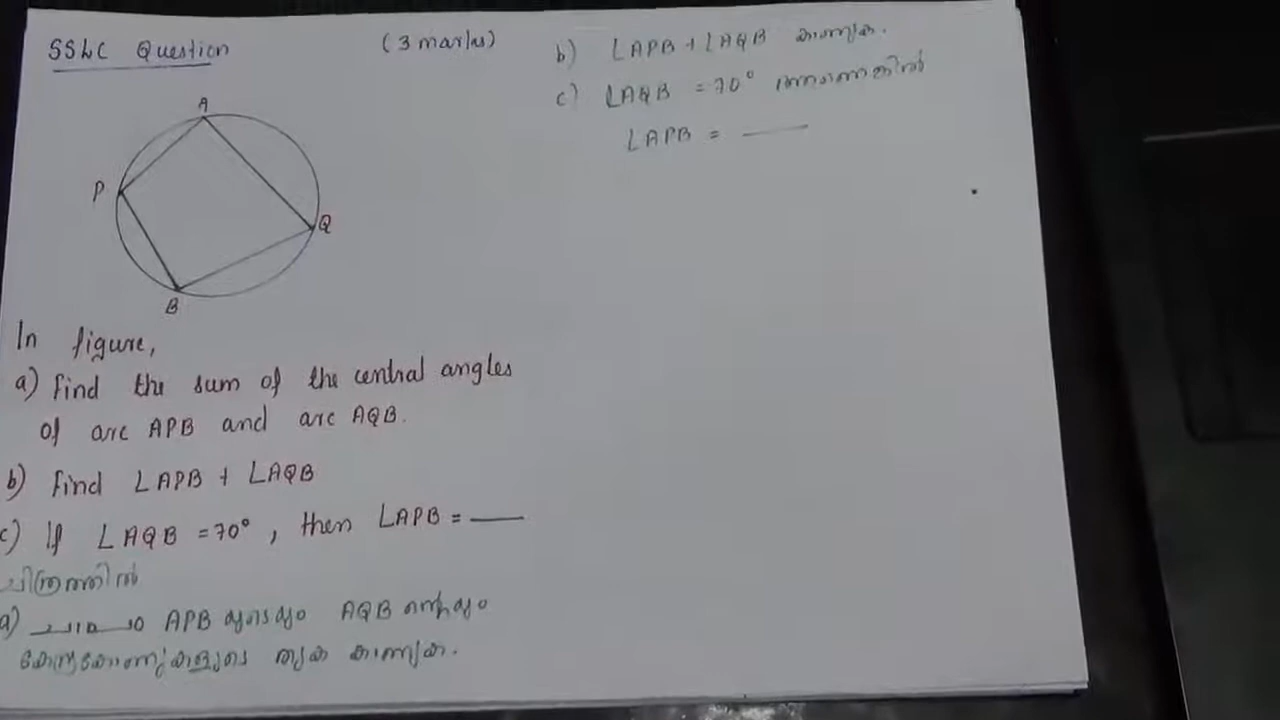 SSLC Question (3 marks)
A
P
Q
B
In figure,
a) Find the sum of the central angles
of arc APB and arc AQB.
b) Find ∠APB + ∠AQB
c) If ∠AQB = 70°, then ∠APB = ___
ചിത്രത്തിൽ
a) ചാപം APB യുടെയും AQB ന്റെയും
കേന്ദ്രകോണുകളുടെ തുക കാണുക.
b) ∠APB + ∠AQB കാണുക.
c) ∠AQB = 70° ആണെങ്കിൽ
∠APB = ___